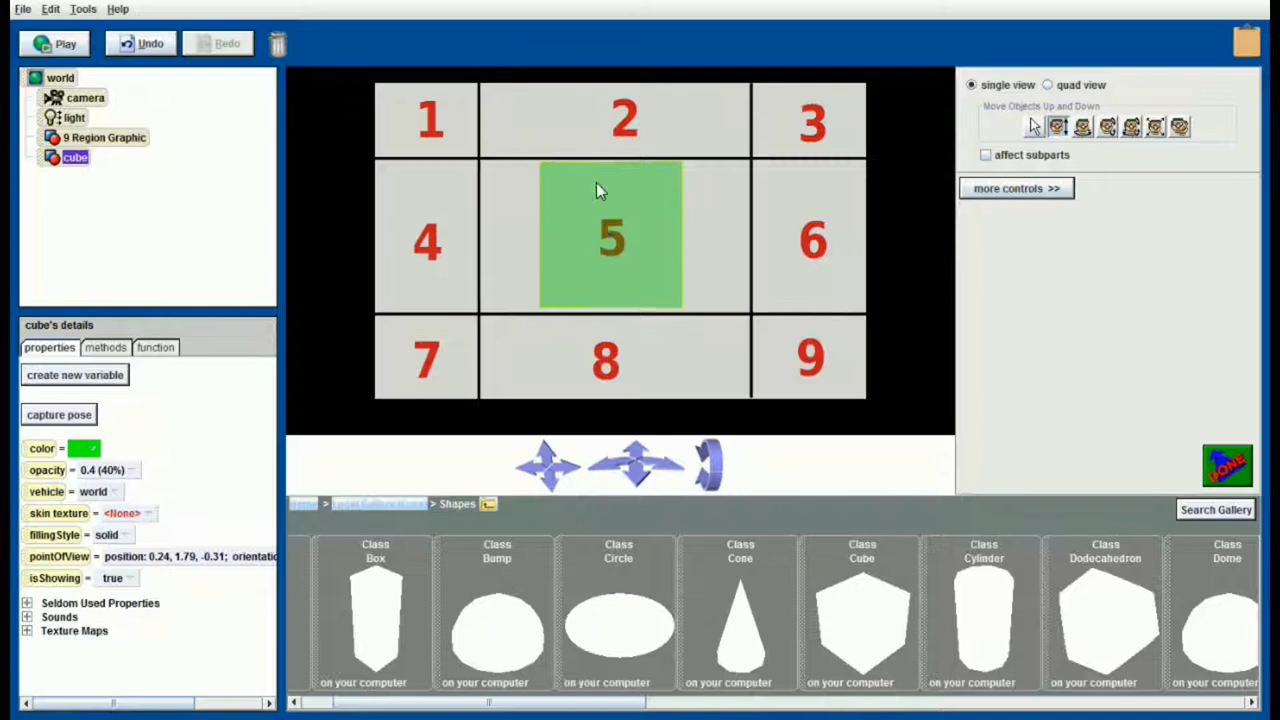 File Edit Tools Help
Play Undo Redo
world
camera
light
9 Region Graphic
cube
1 2 3
4 5 6
7 8 9
single view quad view
Move Objects Up and Down
affect subparts
more controls >>
DONE
cube's details
properties methods function
create new variable
capture pose
color =
opacity = 0.4 (40%)
vehicle = world
skin texture = <None>
fillingStyle = solid
pointOfView = position: 0.24, 1.79, -0.31; orientatic
isShowing = true
Seldom Used Properties
Sounds
Texture Maps
> > Shapes
Search Gallery
Class Box
on your computer
Class Bump
on your computer
Class Circle
on your computer
Class Cone
on your computer
Class Cube
on your computer
Class Cylinder
on your computer
Class Dodecahedron
on your computer
Class Dome
on your compute